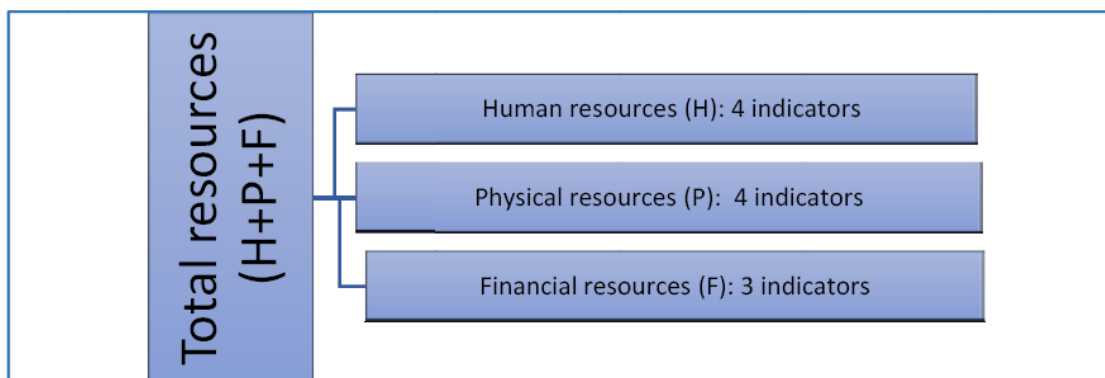 Total resources
(H+P+F)
Human resources (H): 4 indicators
Physical resources (P):  4 indicators
Financial resources (F): 3 indicators